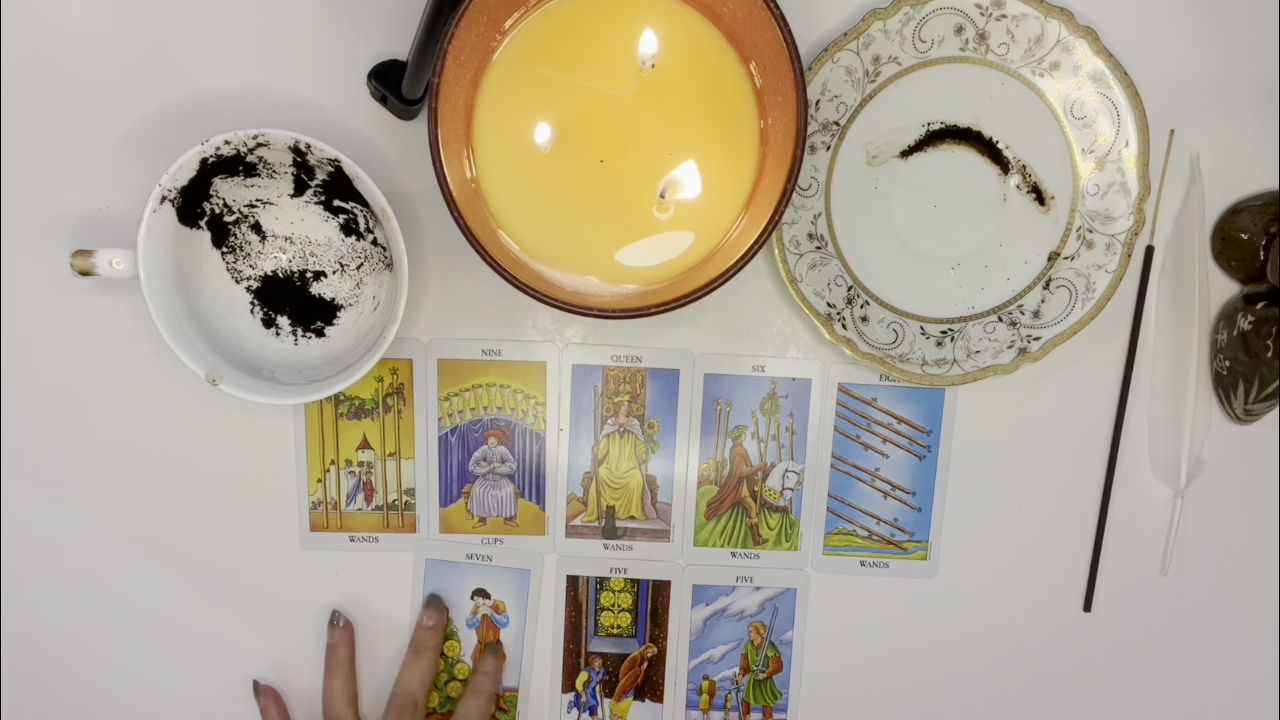 WANDS
NINE
CUPS
QUEEN
WANDS
SIX
WANDS
WANDS
SEVEN
FIVE
FIVE